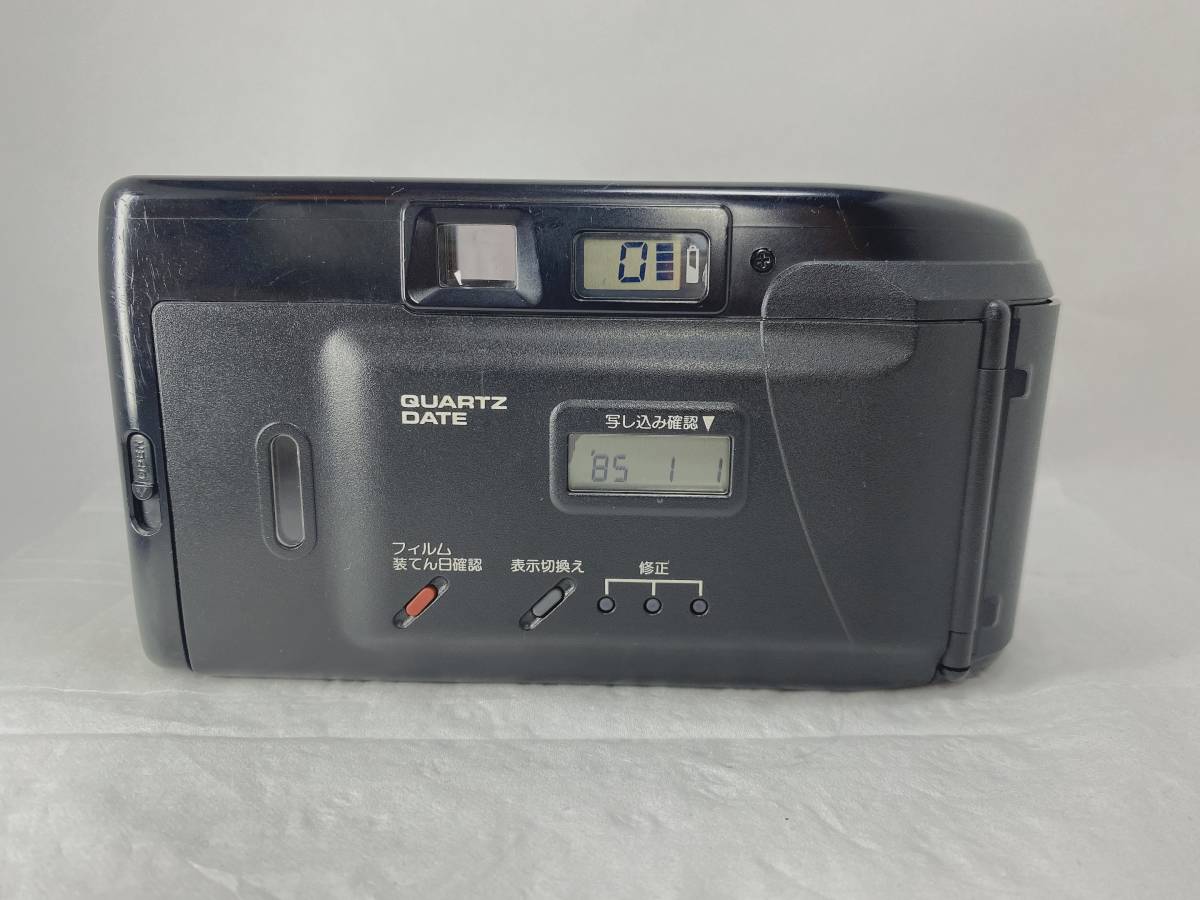 0
QUARTZ
DATE
写し込み確認▼
'85 1 1
OPEN
フィルム
装てん日確認
表示切換え
修正